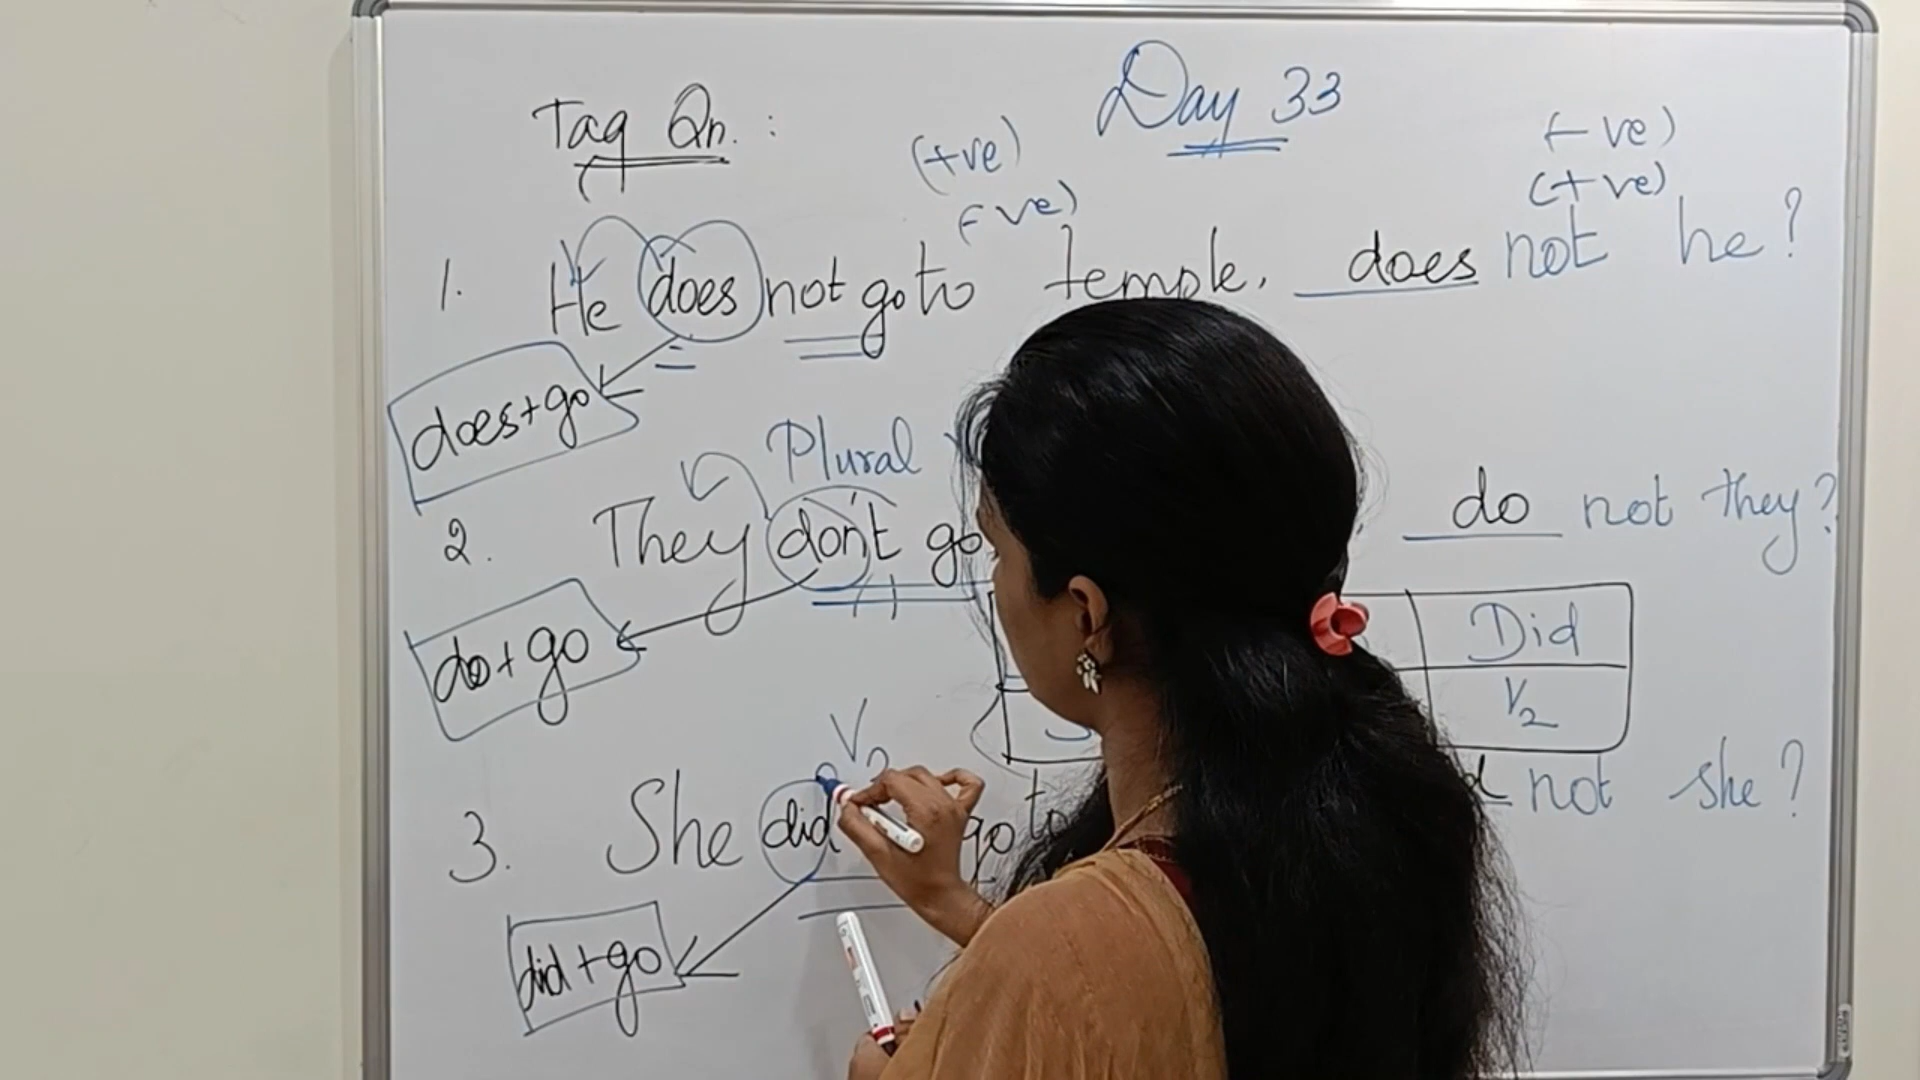 Day 33
Tag Qn. :
(+ve) (-ve)
(-ve) (+ve)
1. He does not go to temple. does not he?
does+go
Plural
2. They don't go do not they?
Did
do+go
V2
V2
3. She did go to not she?
did+go